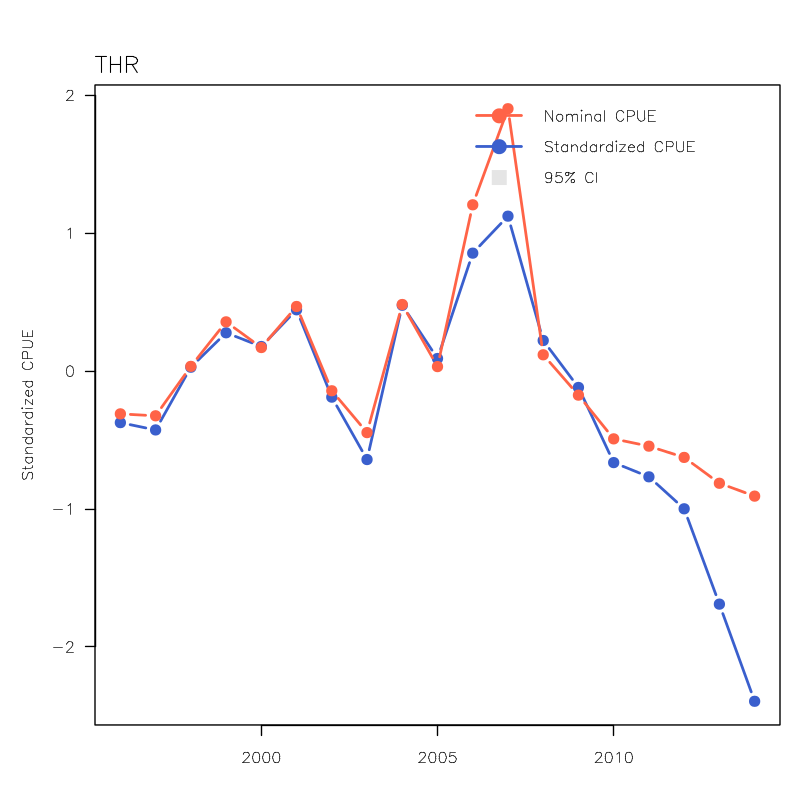 THR
Nominal CPUE
Standardized CPUE
95% CI
2
1
0
−1
−2
Standardized CPUE
2000
2005
2010